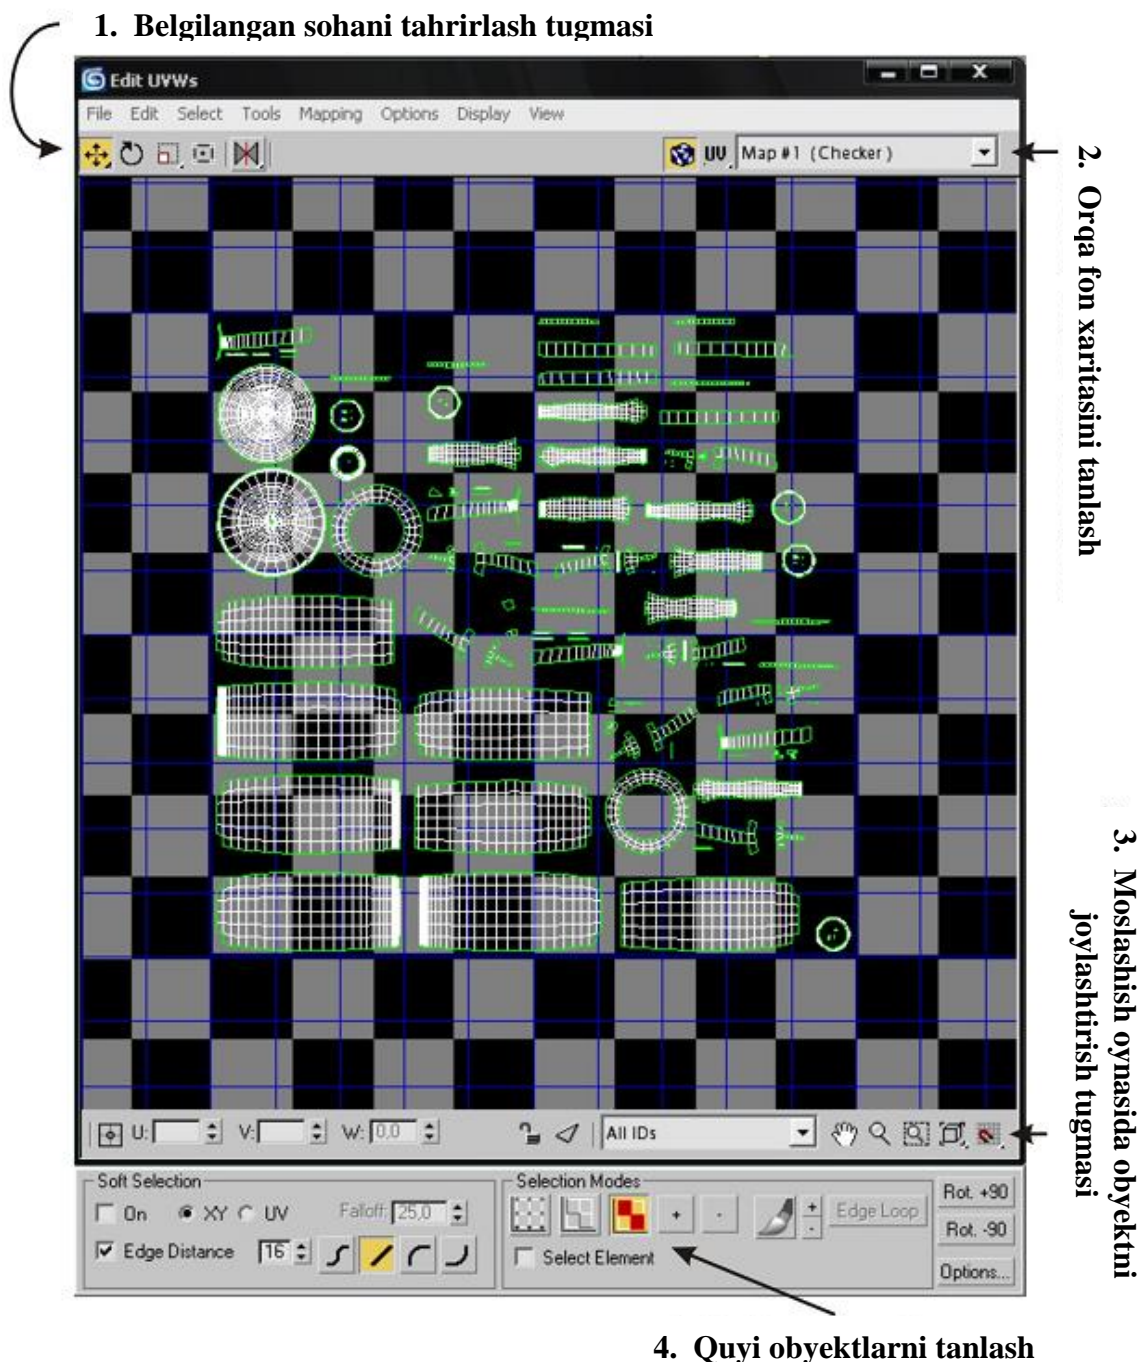 1. Belgilangan sohani tahrirlash tugmasi
Edit UVWs
File Edit Select Tools Mapping Options Display View
UV Map #1 (Checker)
2. Orqa fon xaritasini tanlash
3. Moslashish oynasida obyektni
joylashtirish tugmasi
U: V: W: 0,0 All IDs
Soft Selection
On XY UV Falloff: 25,0
Edge Distance 16
Selection Modes
+ - + - Edge Loop
Select Element
Rot. +90
Rot. -90
Options...
4. Quyi obyektlarni tanlash